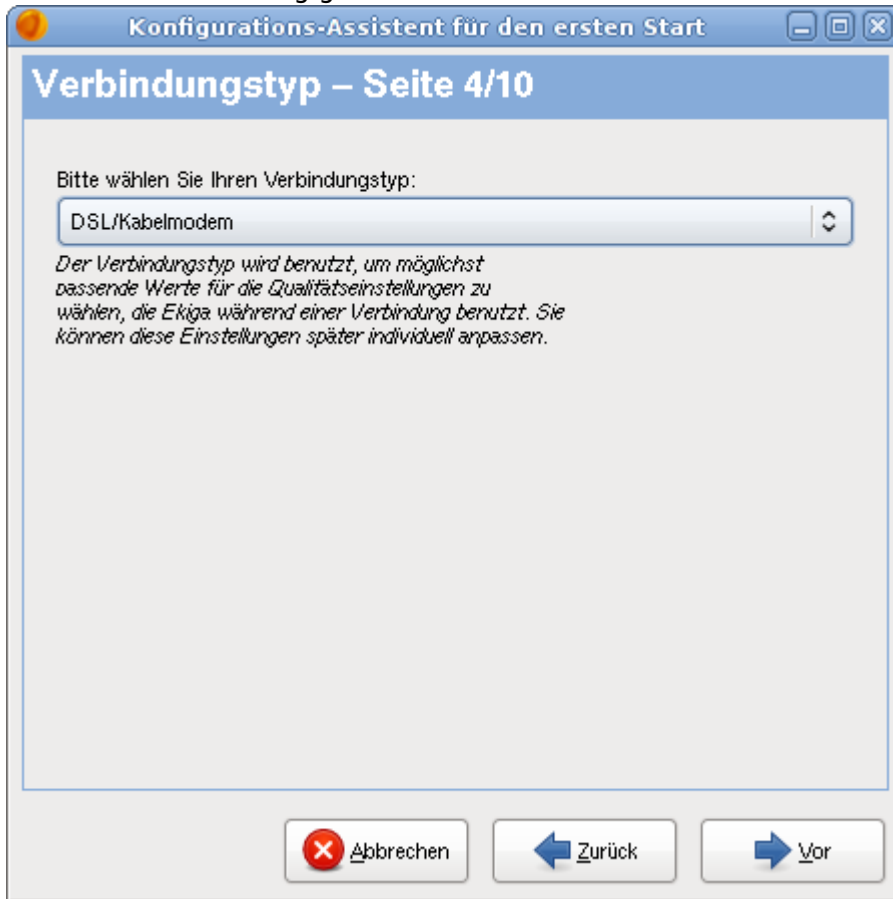 Konfigurations-Assistent für den ersten Start
Verbindungstyp – Seite 4/10
Bitte wählen Sie Ihren Verbindungstyp:
DSL/Kabelmodem
Der Verbindungstyp wird benutzt, um möglichst
passende Werte für die Qualitätseinstellungen zu
wählen, die Ekiga während einer Verbindung benutzt. Sie
können diese Einstellungen später individuell anpassen.
Abbrechen
Zurück
Vor